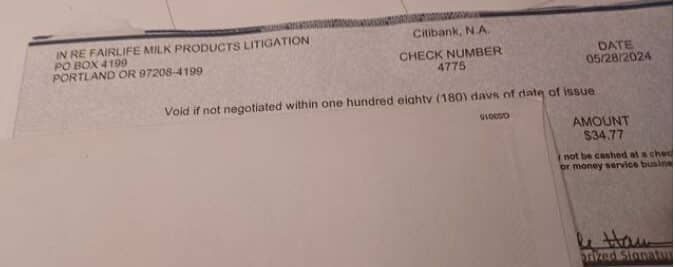 IN RE FAIRLIFE MILK PRODUCTS LITIGATION
PO BOX 4199
PORTLAND OR 97208-4199
Citibank, N.A.
CHECK NUMBER
4775
DATE
05/28/2024
Void if not negotiated within one hundred eighty (180) days of date of issue
AMOUNT
$34.77
not be cashed at a chec
or money service busine